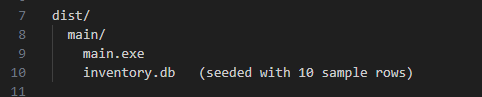 7 dist/
8 main/
9 main.exe
10 inventory.db (seeded with 10 sample rows)
11